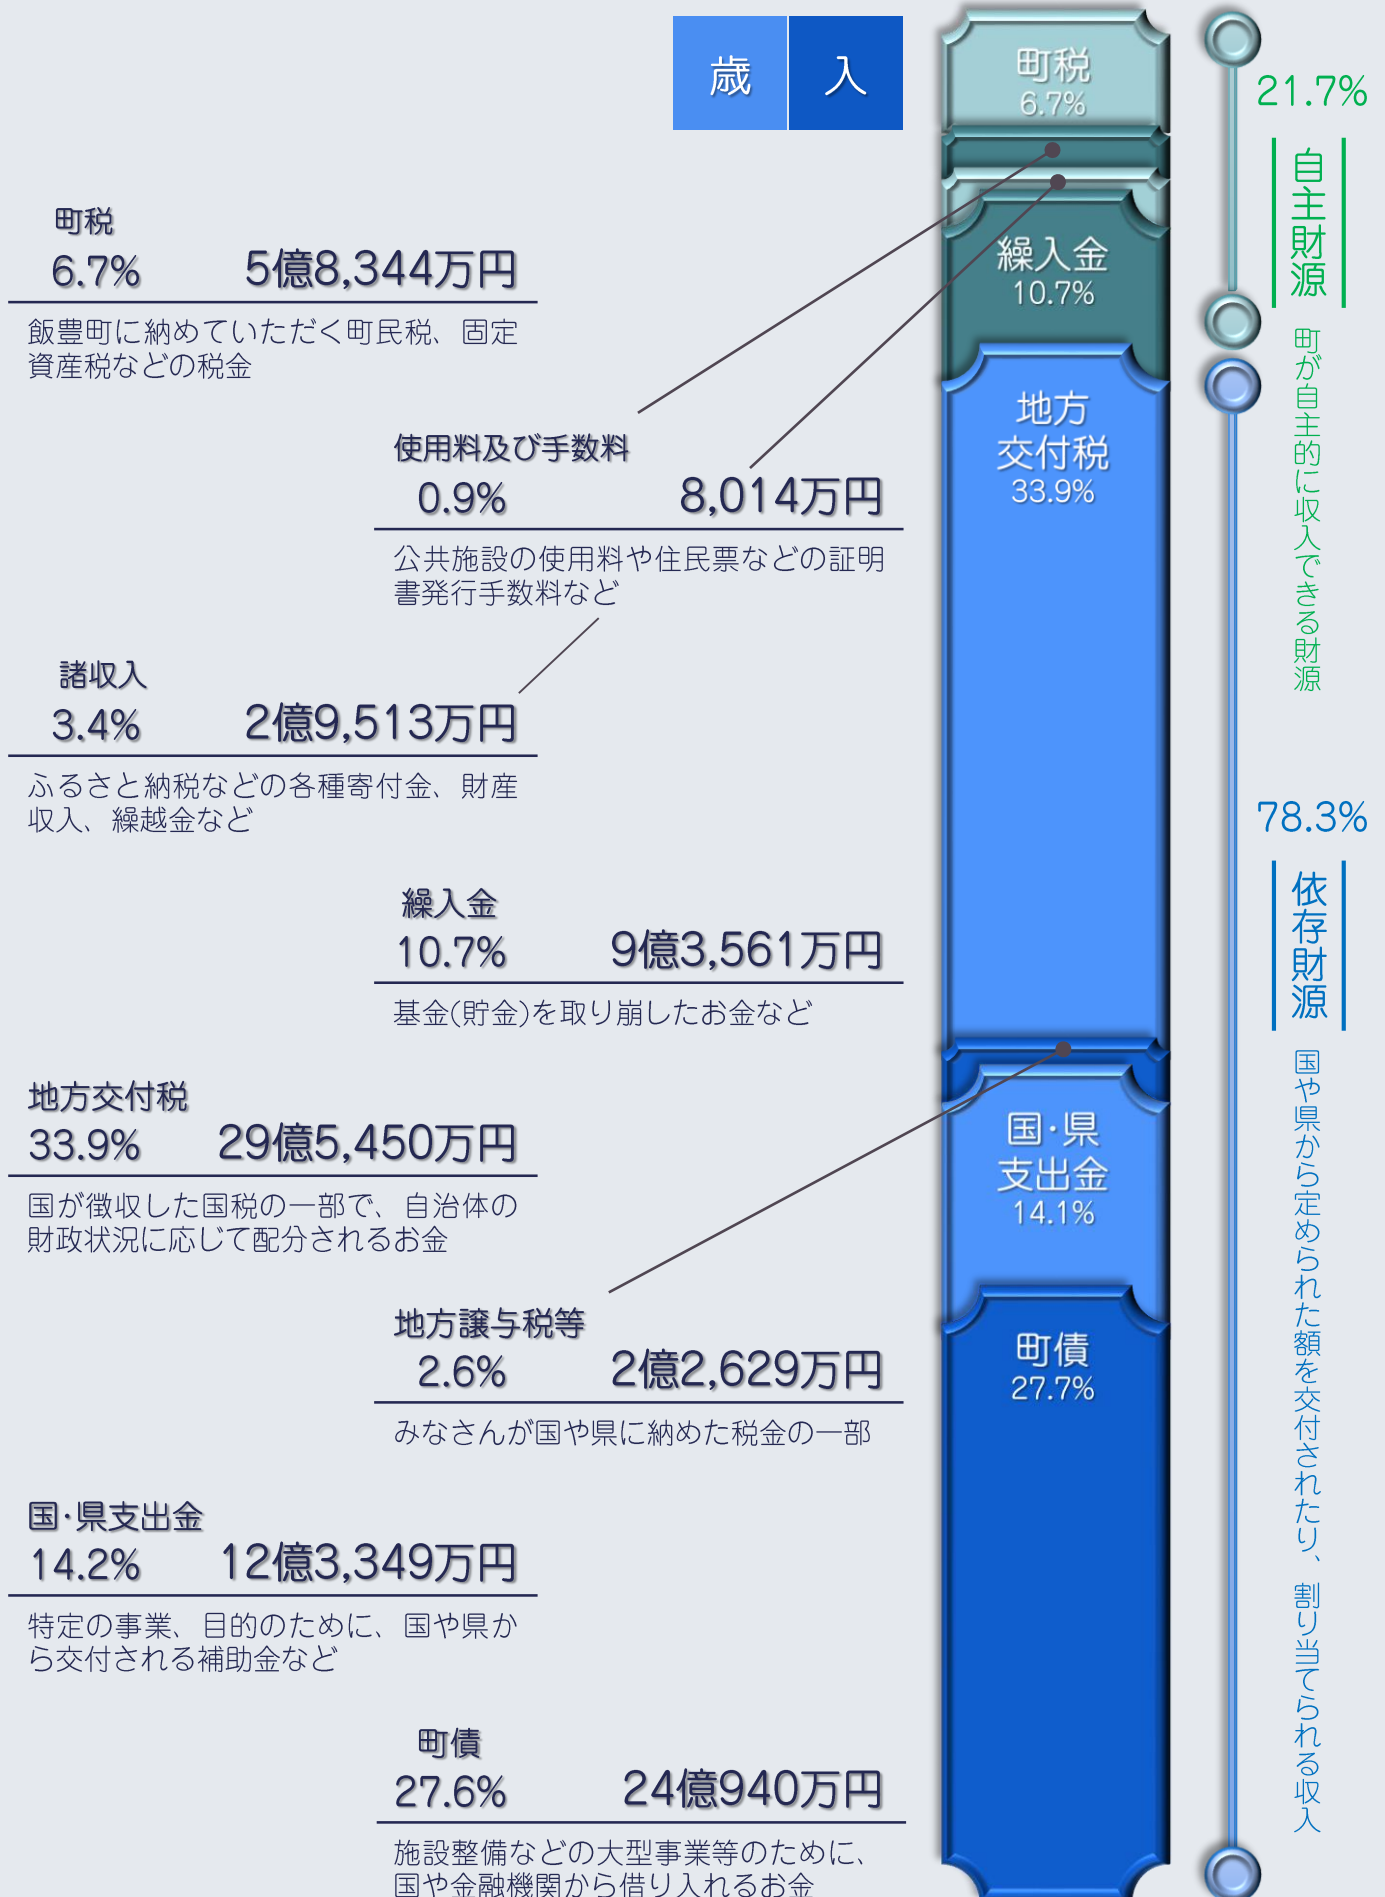 歳入
町税
6.7% 5億8,344万円
飯豊町に納めていただく町民税、固定
資産税などの税金
使用料及び手数料
0.9% 8,014万円
公共施設の使用料や住民票などの証明
書発行手数料など
諸収入
3.4% 2億9,513万円
ふるさと納税などの各種寄付金、財産
収入、繰越金など
繰入金
10.7% 9億3,561万円
基金(貯金)を取り崩したお金など
地方交付税
33.9% 29億5,450万円
国が徴収した国税の一部で、自治体の
財政状況に応じて配分されるお金
地方譲与税等
2.6% 2億2,629万円
みなさんが国や県に納めた税金の一部
国・県支出金
14.2% 12億3,349万円
特定の事業、目的のために、国や県か
ら交付される補助金など
町債
27.6% 24億940万円
施設整備などの大型事業等のために、
国や金融機関から借り入れるお金
町税
6.7%
繰入金
10.7%
地方
交付税
33.9%
国・県
支出金
14.1%
町債
27.7%
21.7%
自主財源
町が自主的に収入できる財源
78.3%
依存財源
国や県から定められた額を交付されたり、割り当てられる収入